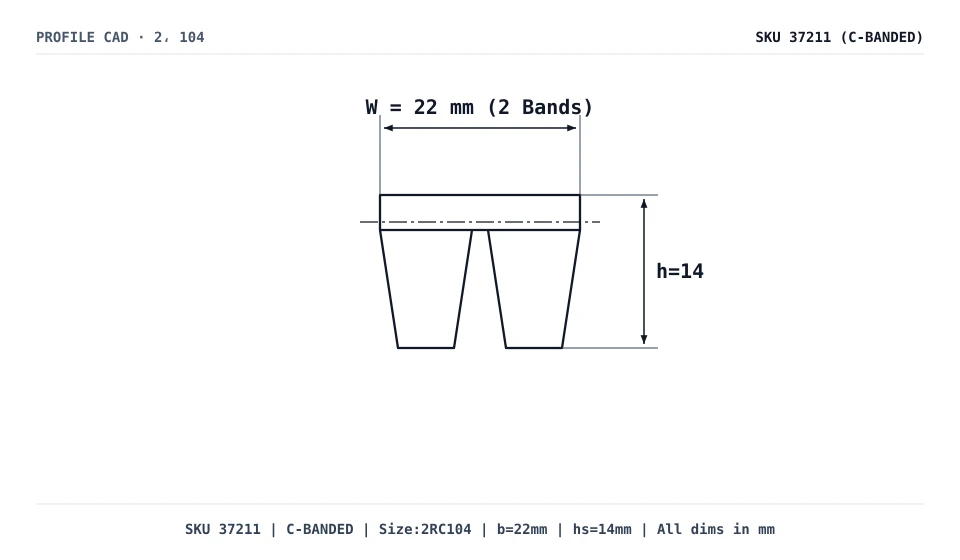 PROFILE CAD · 2، 104
SKU 37211 (C-BANDED)
W = 22 mm (2 Bands)
h=14
SKU 37211 | C-BANDED | Size:2RC104 | b=22mm | hs=14mm | All dims in mm